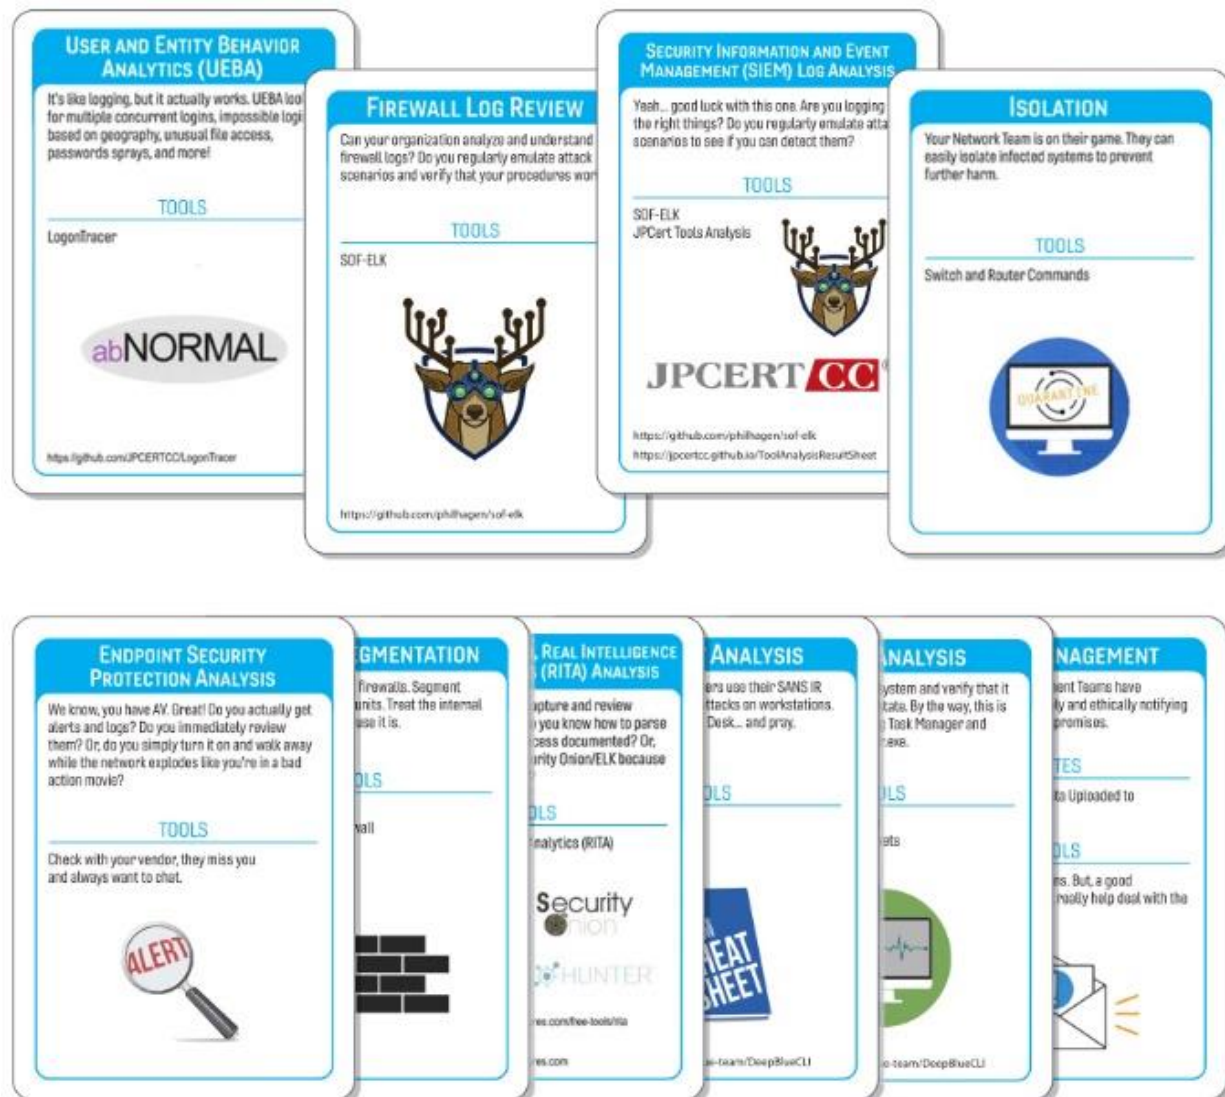 USER AND ENTITY BEHAVIOR
ANALYTICS (UEBA)
It's like logging, but it actually works. UEBA loo
for multiple concurrent logins, impossible logi
based on geography, unusual file access,
passwords sprays, and more!
TOOLS
LogonTracer
abNORMAL
https://github.com/JPCERTCC/LogonTracer
FIREWALL LOG REVIEW
Can your organization analyze and understand
firewall logs? Do you regularly emulate attack
scenarios and verify that your procedures wor
TOOLS
SOF-ELK
https://github.com/philhagen/sof-elk
SECURITY INFORMATION AND EVENT
MANAGEMENT (SIEM) LOG ANALYSIS
Yeah... good luck with this one. Are you logging
the right things? Do you regularly emulate atta
scenarios to see if you can detect them?
TOOLS
SOF-ELK
JPCert Tools Analysis
JPCERT CC®
https://github.com/philhagen/sof-elk
https://jpcertcc.github.io/ToolAnalysisResultSheet
ISOLATION
Your Network Team is on their game. They can
easily isolate infected systems to prevent
further harm.
TOOLS
Switch and Router Commands
QUARANTINE
ENDPOINT SECURITY
PROTECTION ANALYSIS
We know, you have AV. Great! Do you actually get
alerts and logs? Do you immediately review
them? Or, do you simply turn it on and walk away
while the network explodes like you're in a bad
action movie?
TOOLS
Check with your vendor, they miss you
and always want to chat.
ALERT
EGMENTATION
firewalls. Segment
units. Treat the internal
use it is.
OLS
wall
, REAL INTELLIGENCE
(RITA) ANALYSIS
apture and review
you know how to parse
cess documented? Or,
urity Onion/ELK because
OLS
nalytics (RITA)
Security
Onion
HUNTER
res.com/free-tools/rita
res.com
ANALYSIS
ers use their SANS IR
ttacks on workstations.
Desk... and pray.
OLS
HEAT
SHEET
ue-team/DeepBlueCLI
ANALYSIS
ystem and verify that it
tate. By the way, this is
Task Manager and
r.exe.
OLS
ets
e-team/DeepBlueCLI
NAGEMENT
ent Teams have
ly and ethically notifying
promises.
TES
ta Uploaded to
OLS
ns. But, a good
really help deal with the